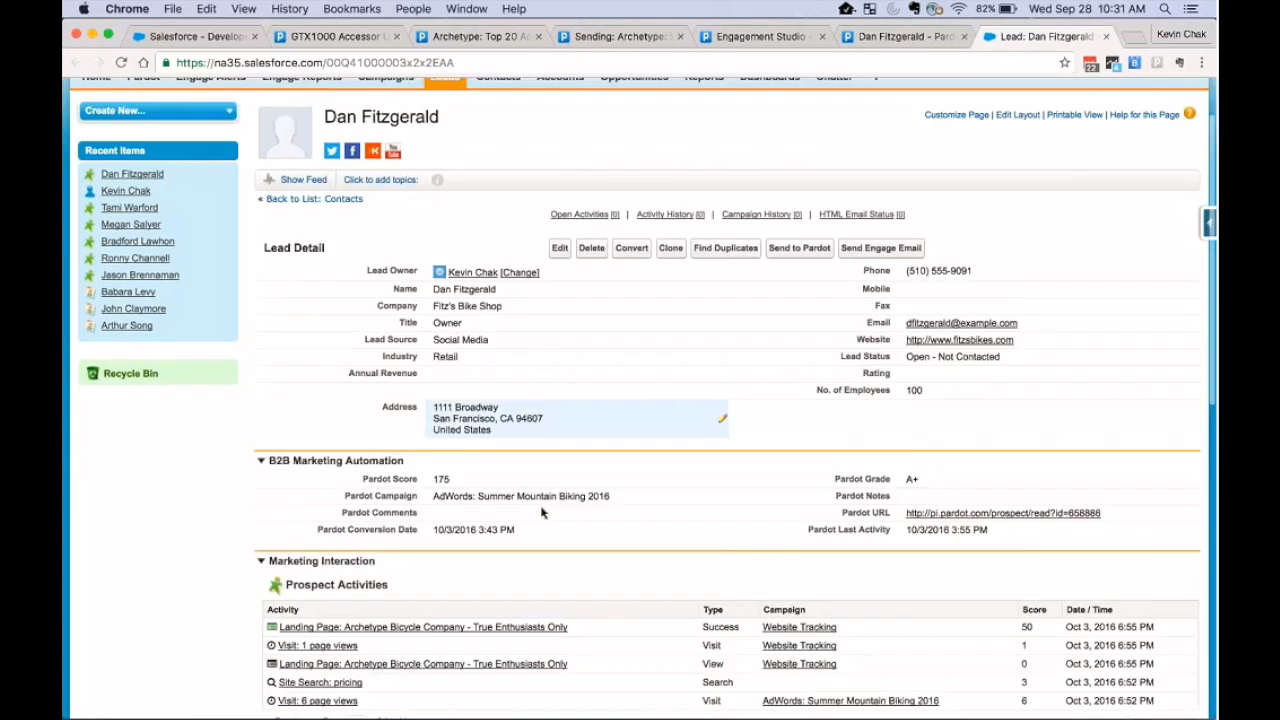 Chrome File Edit View History Bookmarks People Window Help 82% Wed Sep 28 10:31 AM
Salesforce - Develop GTX1000 Accessor Archetype: Top 20 Sending: Archetype: Engagement Studio - Dan Fitzgerald - Pard Lead: Dan Fitzgerald Kevin Chak
https://na35.salesforce.com/00Q41000003x2x2EAA
Home Pardot Engage Alerts Engage Reports Campaigns Leads Contacts Accounts Opportunities Reports Dashboards Chatter
Create New...
Recent Items
Dan Fitzgerald
Kevin Chak
Tami Warford
Megan Salyer
Bradford Lawhon
Ronny Channell
Jason Brennaman
Babara Levy
John Claymore
Arthur Song
Recycle Bin
Dan Fitzgerald
Customize Page | Edit Layout | Printable View | Help for this Page ?
You Tube
Show Feed Click to add topics:
« Back to List: Contacts
Open Activities [0] | Activity History [0] | Campaign History [0] | HTML Email Status [0]
Lead Detail Edit Delete Convert Clone Find Duplicates Send to Pardot Send Engage Email
Lead Owner Kevin Chak [Change] Phone (510) 555-9091
Name Dan Fitzgerald Mobile
Company Fitz's Bike Shop Fax
Title Owner Email dfitzgerald@example.com
Lead Source Social Media Website http://www.fitzsbikes.com
Industry Retail Lead Status Open - Not Contacted
Annual Revenue Rating
No. of Employees 100
Address 1111 Broadway
San Francisco, CA 94607
United States
B2B Marketing Automation
Pardot Score 175 Pardot Grade A+
Pardot Campaign AdWords: Summer Mountain Biking 2016 Pardot Notes
Pardot Comments Pardot URL http://pi.pardot.com/prospect/read?id=658886
Pardot Conversion Date 10/3/2016 3:43 PM Pardot Last Activity 10/3/2016 3:55 PM
Marketing Interaction
Prospect Activities
Activity Type Campaign Score Date / Time
Landing Page: Archetype Bicycle Company - True Enthusiasts Only Success Website Tracking 50 Oct 3, 2016 6:55 PM
Visit: 1 page views Visit Website Tracking 1 Oct 3, 2016 6:55 PM
Landing Page: Archetype Bicycle Company - True Enthusiasts Only View Website Tracking 0 Oct 3, 2016 6:55 PM
Site Search: pricing Search 3 Oct 3, 2016 6:52 PM
Visit: 6 page views Visit AdWords: Summer Mountain Biking 2016 6 Oct 3, 2016 6:52 PM